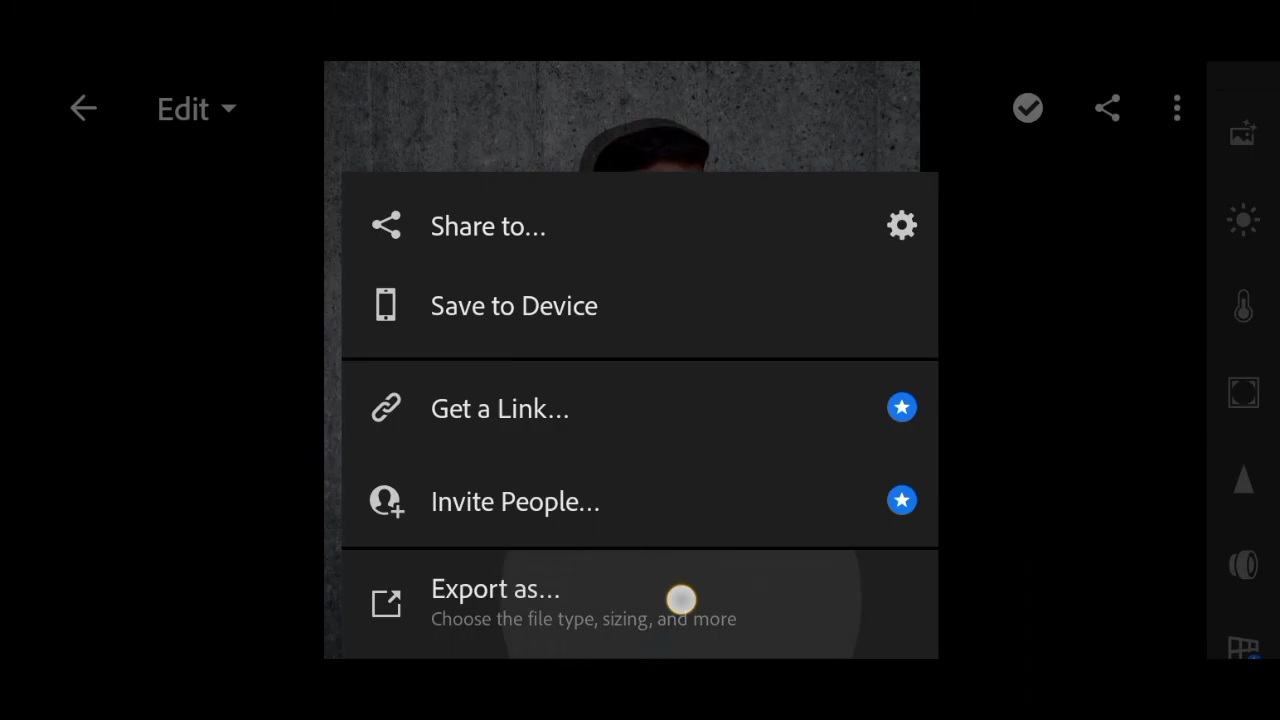 Edit
Share to...
Save to Device
Get a Link...
Invite People...
Export as...
Choose the file type, sizing, and more